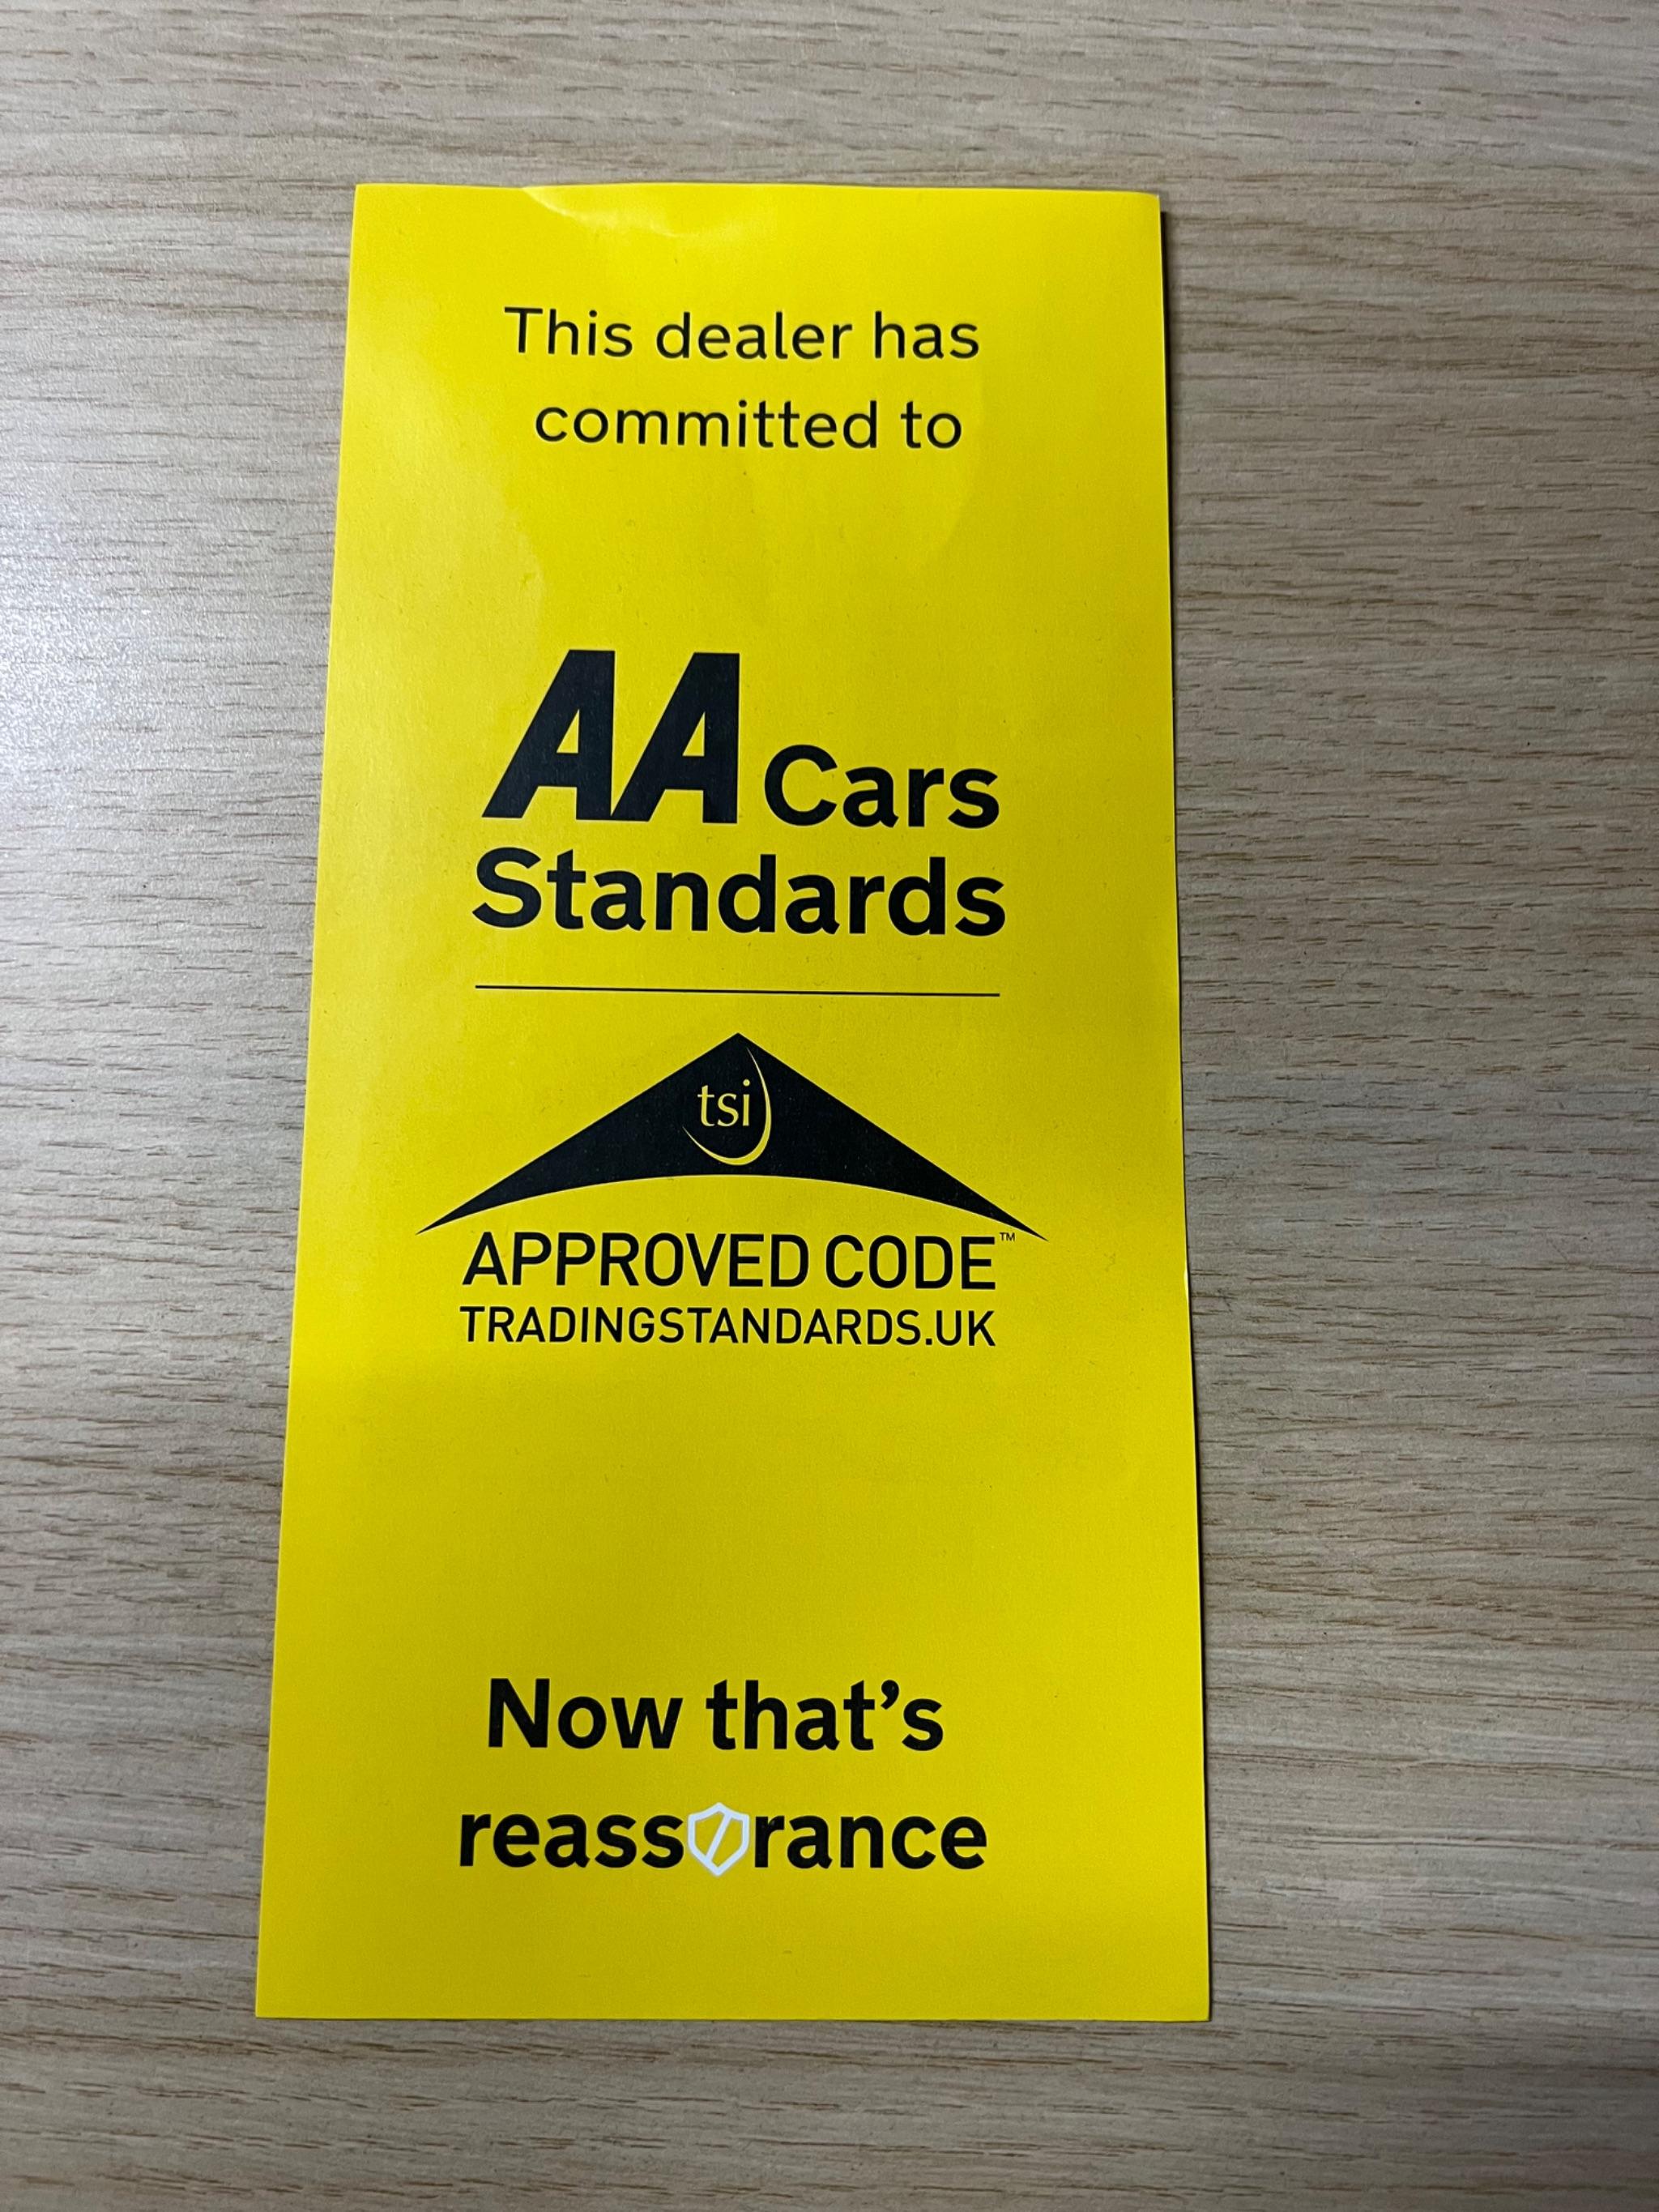 This dealer has
committed to
AA Cars
Standards
tsi
APPROVED CODE™
TRADINGSTANDARDS.UK
Now that's
reassurance